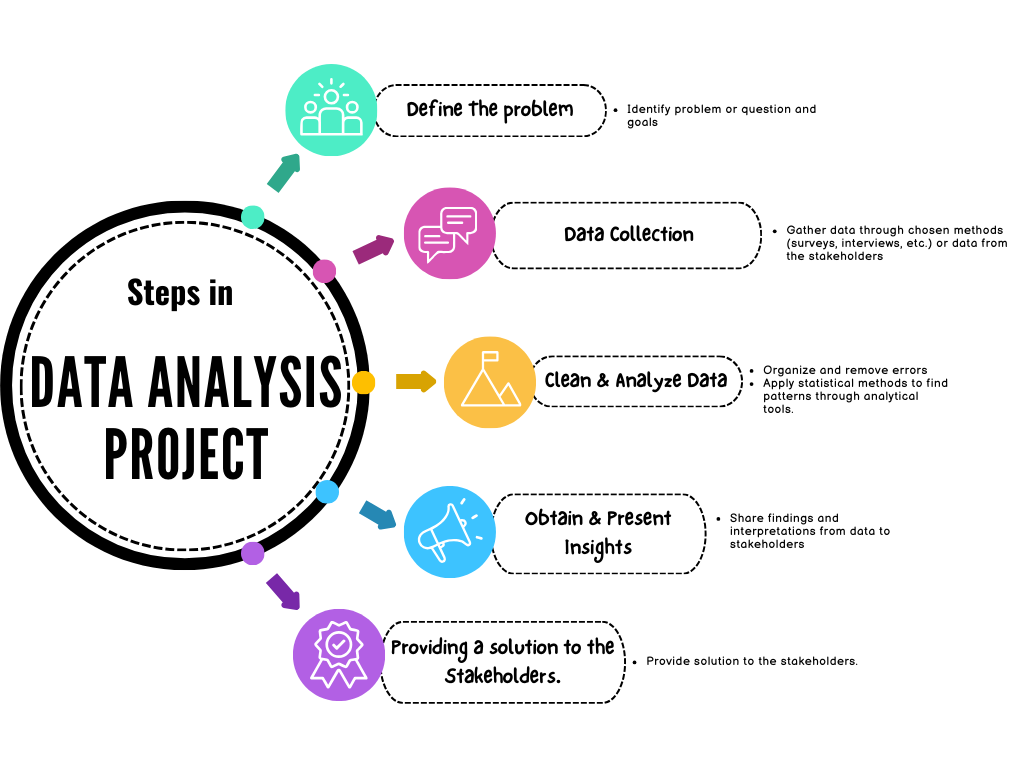 Steps in
DATA ANALYSIS
PROJECT
Define the problem
• Identify problem or question and
goals
Data Collection
• Gather data through chosen methods
(surveys, interviews, etc.) or data from
the stakeholders
Clean & Analyze Data
• Organize and remove errors
• Apply statistical methods to find
patterns through analytical
tools.
Obtain & Present
Insights
• Share findings and
interpretations from data to
stakeholders
Providing a solution to the
Stakeholders.
• Provide solution to the stakeholders.